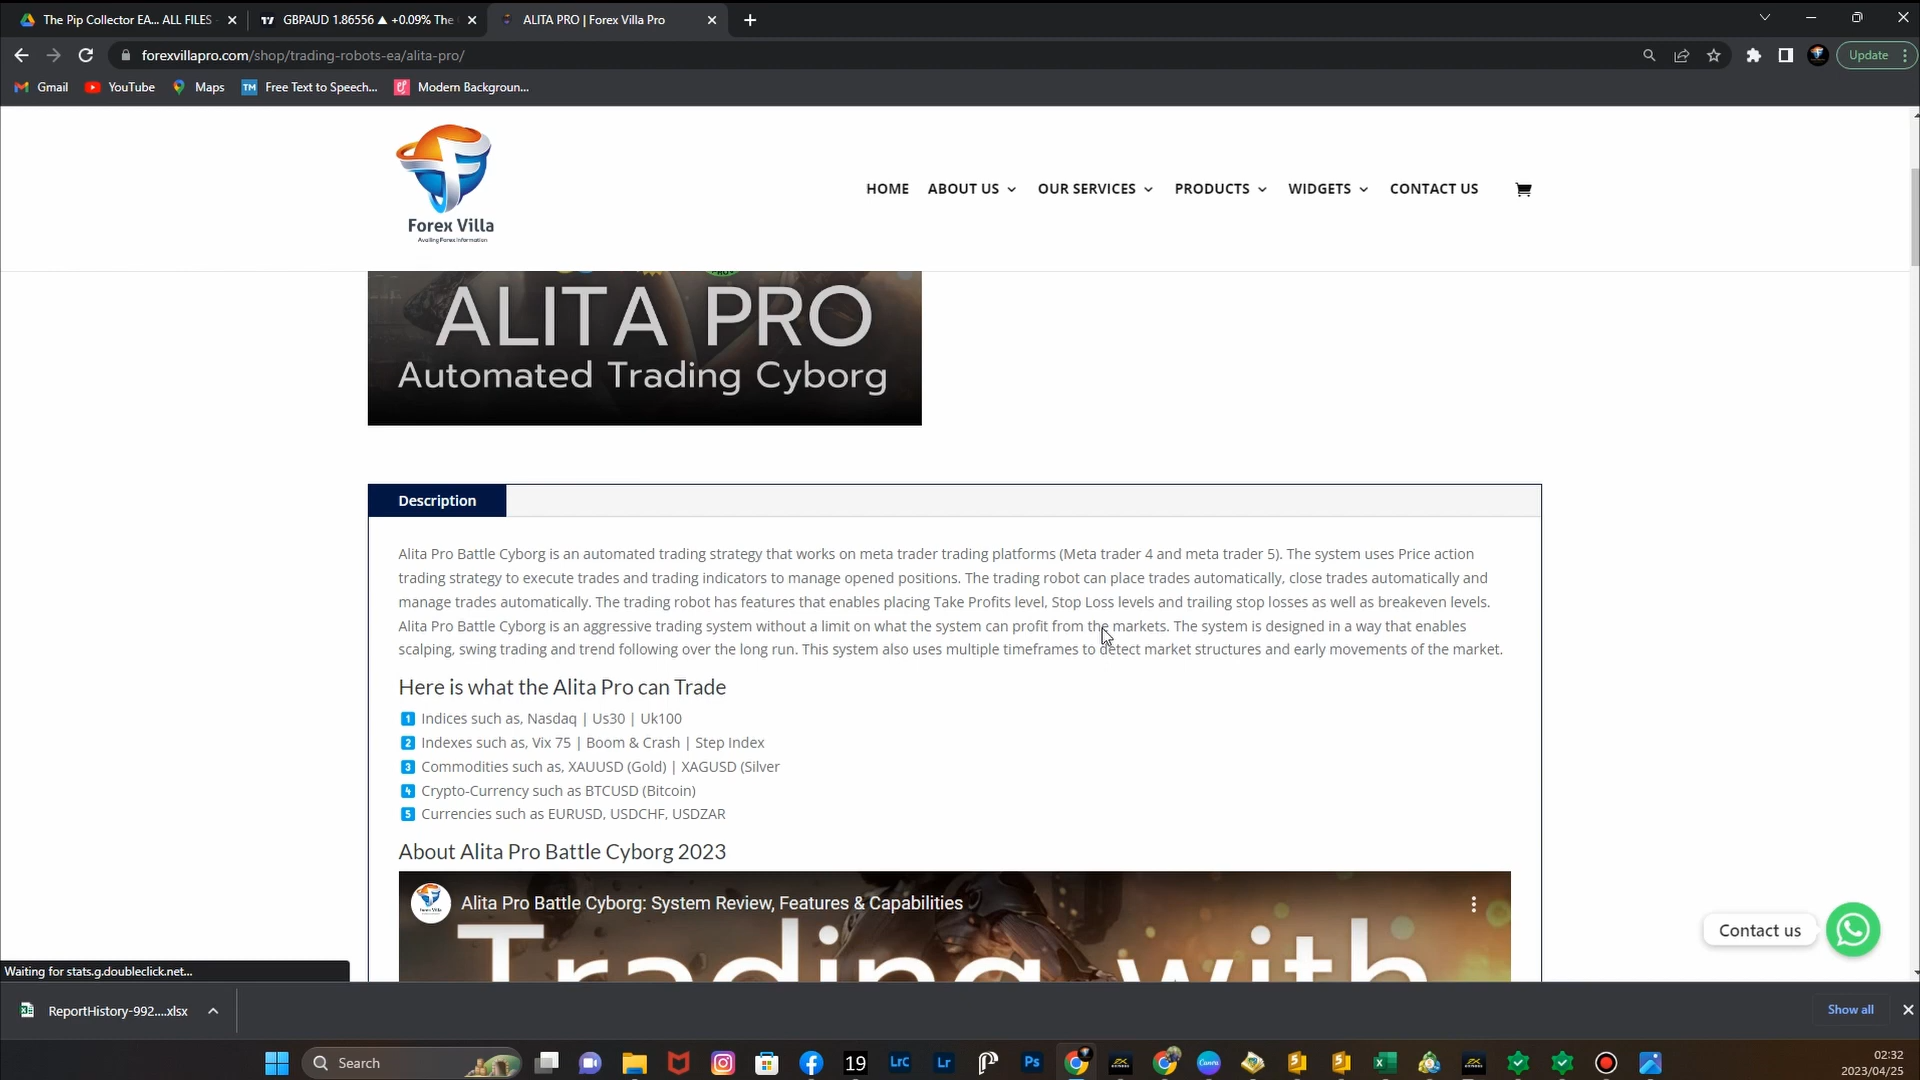 The Pip Collector EA... ALL FILES
GBPAUD 1.86556 ▲ +0.09% The
ALITA PRO | Forex Villa Pro
forexvillapro.com/shop/trading-robots-ea/alita-pro/
Update
Gmail
YouTube
Maps
TM
Free Text to Speech...
Modern Backgroun...
Forex Villa
Availing Forex Information
HOME
ABOUT US
OUR SERVICES
PRODUCTS
WIDGETS
CONTACT US
ALITA PRO
Automated Trading Cyborg
Description
Alita Pro Battle Cyborg is an automated trading strategy that works on meta trader trading platforms (Meta trader 4 and meta trader 5). The system uses Price action
trading strategy to execute trades and trading indicators to manage opened positions. The trading robot can place trades automatically, close trades automatically and
manage trades automatically. The trading robot has features that enables placing Take Profits level, Stop Loss levels and trailing stop losses as well as breakeven levels.
Alita Pro Battle Cyborg is an aggressive trading system without a limit on what the system can profit from the markets. The system is designed in a way that enables
scalping, swing trading and trend following over the long run. This system also uses multiple timeframes to detect market structures and early movements of the market.
Here is what the Alita Pro can Trade
1 Indices such as, Nasdaq | Us30 | Uk100
2 Indexes such as, Vix 75 | Boom & Crash | Step Index
3 Commodities such as, XAUUSD (Gold) | XAGUSD (Silver
4 Crypto-Currency such as BTCUSD (Bitcoin)
5 Currencies such as EURUSD, USDCHF, USDZAR
About Alita Pro Battle Cyborg 2023
Alita Pro Battle Cyborg: System Review, Features & Capabilities
Trading with
Contact us
Waiting for stats.g.doubleclick.net...
ReportHistory-992....xlsx
Show all
Search
19
LrC
Lr
Ps
02:32
2023/04/25